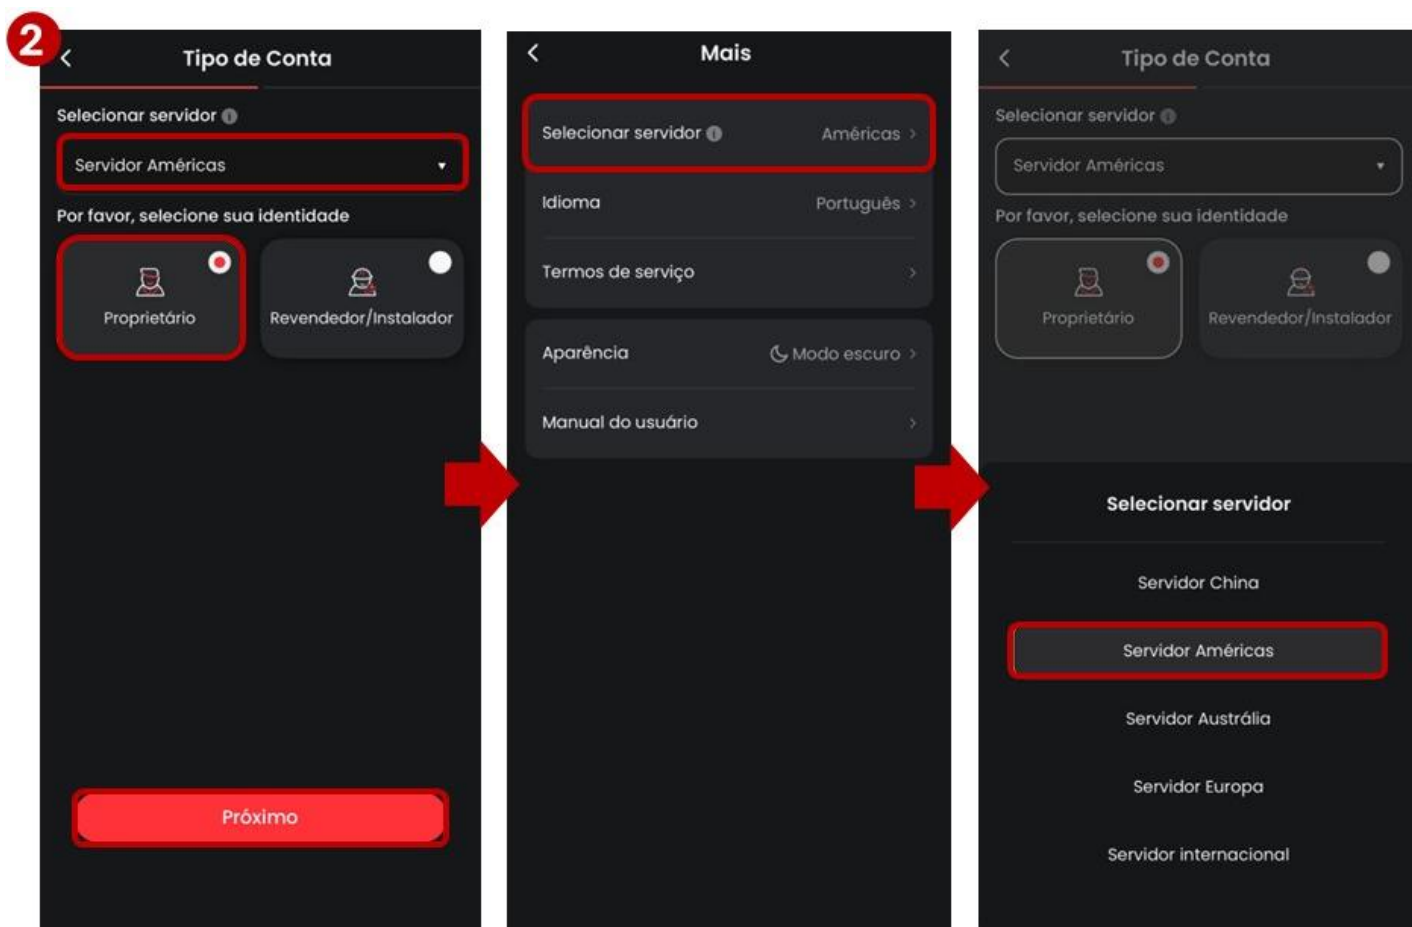 2
Tipo de Conta
Selecionar servidor
Servidor Américas
Por favor, selecione sua identidade
Proprietário
Revendedor/Instalador
Próximo
Mais
Selecionar servidor
Américas
Idioma
Português
Termos de serviço
Aparência
Modo escuro
Manual do usuário
Tipo de Conta
Selecionar servidor
Servidor Américas
Por favor, selecione sua identidade
Proprietário
Revendedor/Instalador
Selecionar servidor
Servidor China
Servidor Américas
Servidor Austrália
Servidor Europa
Servidor internacional